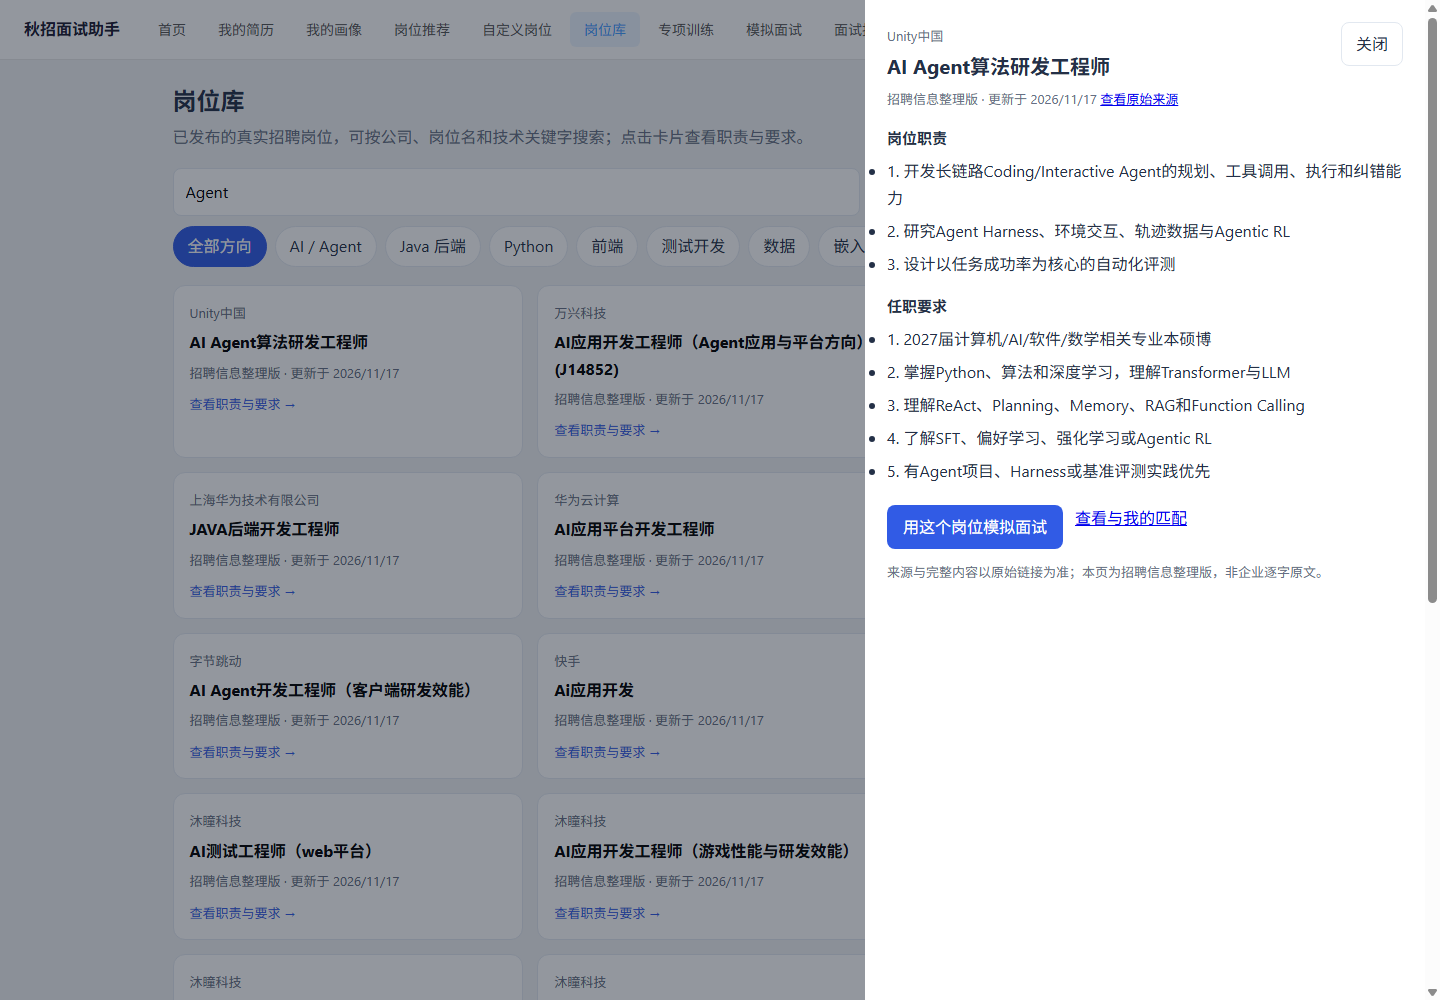 秋招面试助手 首页 我的简历 我的画像 岗位推荐 自定义岗位 岗位库 专项训练 模拟面试
岗位库
已发布的真实招聘岗位，可按公司、岗位名和技术关键字搜索；点击卡片查看职责与要求。
Agent
全部方向 AI / Agent Java 后端 Python 前端 测试开发 数据 嵌入
Unity中国
AI Agent算法研发工程师
招聘信息整理版 · 更新于 2026/11/17
查看职责与要求 →
万兴科技
AI应用开发工程师（Agent应用与平台方向）
(J14852)
招聘信息整理版 · 更新于 2026/11/17
查看职责与要求 →
上海华为技术有限公司
JAVA后端开发工程师
招聘信息整理版 · 更新于 2026/11/17
查看职责与要求 →
华为云计算
AI应用平台开发工程师
招聘信息整理版 · 更新于 2026/11/17
查看职责与要求 →
字节跳动
AI Agent开发工程师（客户端研发效能）
招聘信息整理版 · 更新于 2026/11/17
查看职责与要求 →
快手
Ai应用开发
招聘信息整理版 · 更新于 2026/11/17
查看职责与要求 →
沐瞳科技
AI测试工程师（web平台）
招聘信息整理版 · 更新于 2026/11/17
查看职责与要求 →
沐瞳科技
AI应用开发工程师（游戏性能与研发效能）
招聘信息整理版 · 更新于 2026/11/17
查看职责与要求 →
沐瞳科技
沐瞳科技
Unity中国
关闭
AI Agent算法研发工程师
招聘信息整理版 · 更新于 2026/11/17 查看原始来源
岗位职责
1. 开发长链路Coding/Interactive Agent的规划、工具调用、执行和纠错能
力
2. 研究Agent Harness、环境交互、轨迹数据与Agentic RL
3. 设计以任务成功率为核心的自动化评测
任职要求
1. 2027届计算机/AI/软件/数学相关专业本硕博
2. 掌握Python、算法和深度学习，理解Transformer与LLM
3. 理解ReAct、Planning、Memory、RAG和Function Calling
4. 了解SFT、偏好学习、强化学习或Agentic RL
5. 有Agent项目、Harness或基准评测实践优先
用这个岗位模拟面试 查看与我的匹配
来源与完整内容以原始链接为准；本页为招聘信息整理版，非企业逐字原文。